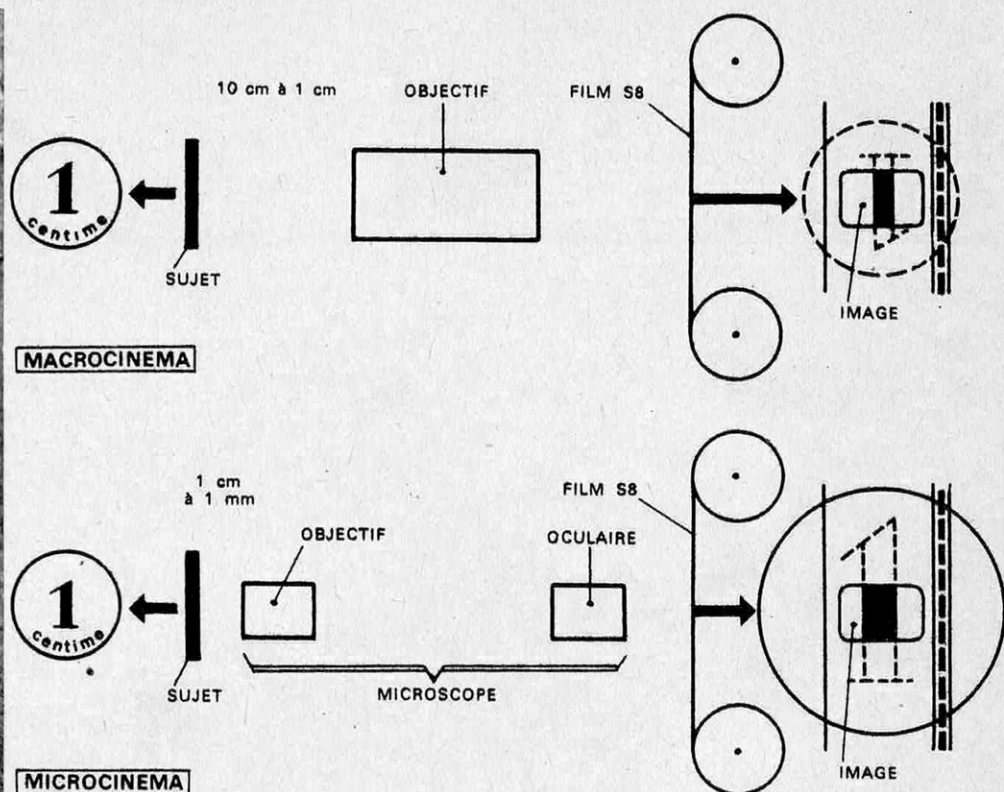 10 cm à 1 cm
OBJECTIF
FILM S8
1
centime
SUJET
IMAGE
MACROCINEMA
1 cm
à 1 mm
FILM S8
OBJECTIF
OCULAIRE
1
centime
SUJET
MICROSCOPE
IMAGE
MICROCINEMA